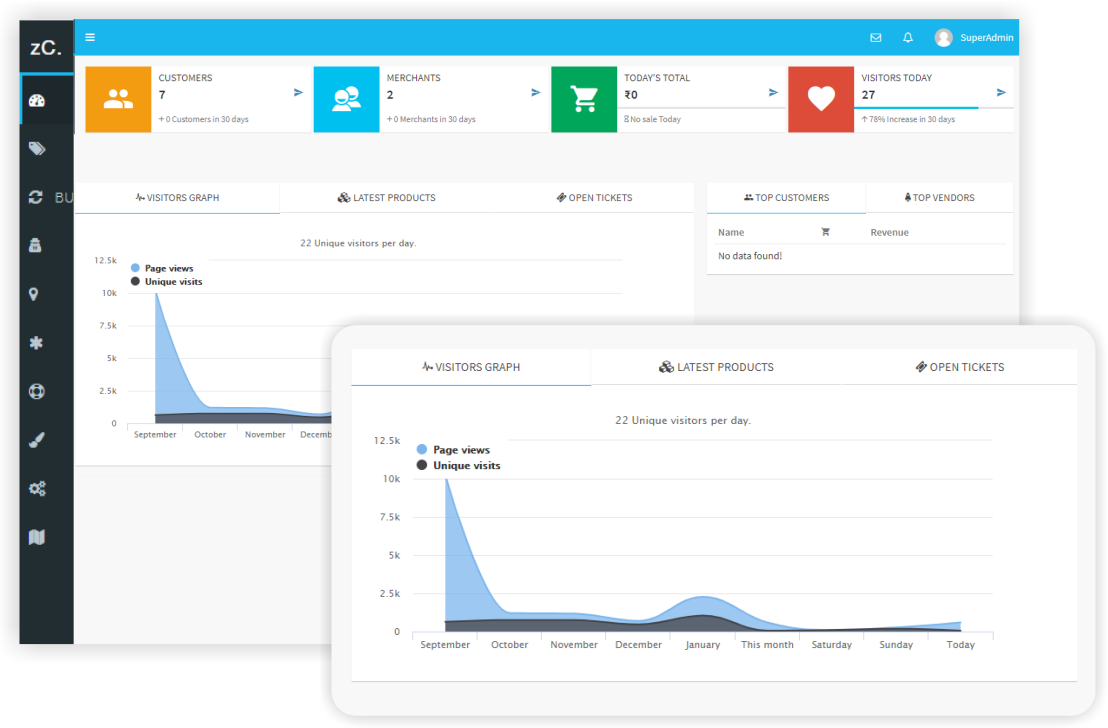 zC.
SuperAdmin
CUSTOMERS
7
+ 0 Customers in 30 days
MERCHANTS
2
+ 0 Merchants in 30 days
TODAY'S TOTAL
₹0
No sale Today
VISITORS TODAY
27
↑ 78% Increase in 30 days
BU
VISITORS GRAPH
LATEST PRODUCTS
OPEN TICKETS
22 Unique visitors per day.
Page views
Unique visits
12.5k
10k
7.5k
5k
2.5k
0
September October November Decemb
TOP CUSTOMERS
TOP VENDORS
Name Revenue
No data found!
VISITORS GRAPH
LATEST PRODUCTS
OPEN TICKETS
22 Unique visitors per day.
Page views
Unique visits
12.5k
10k
7.5k
5k
2.5k
0
September October November December January This month Saturday Sunday Today